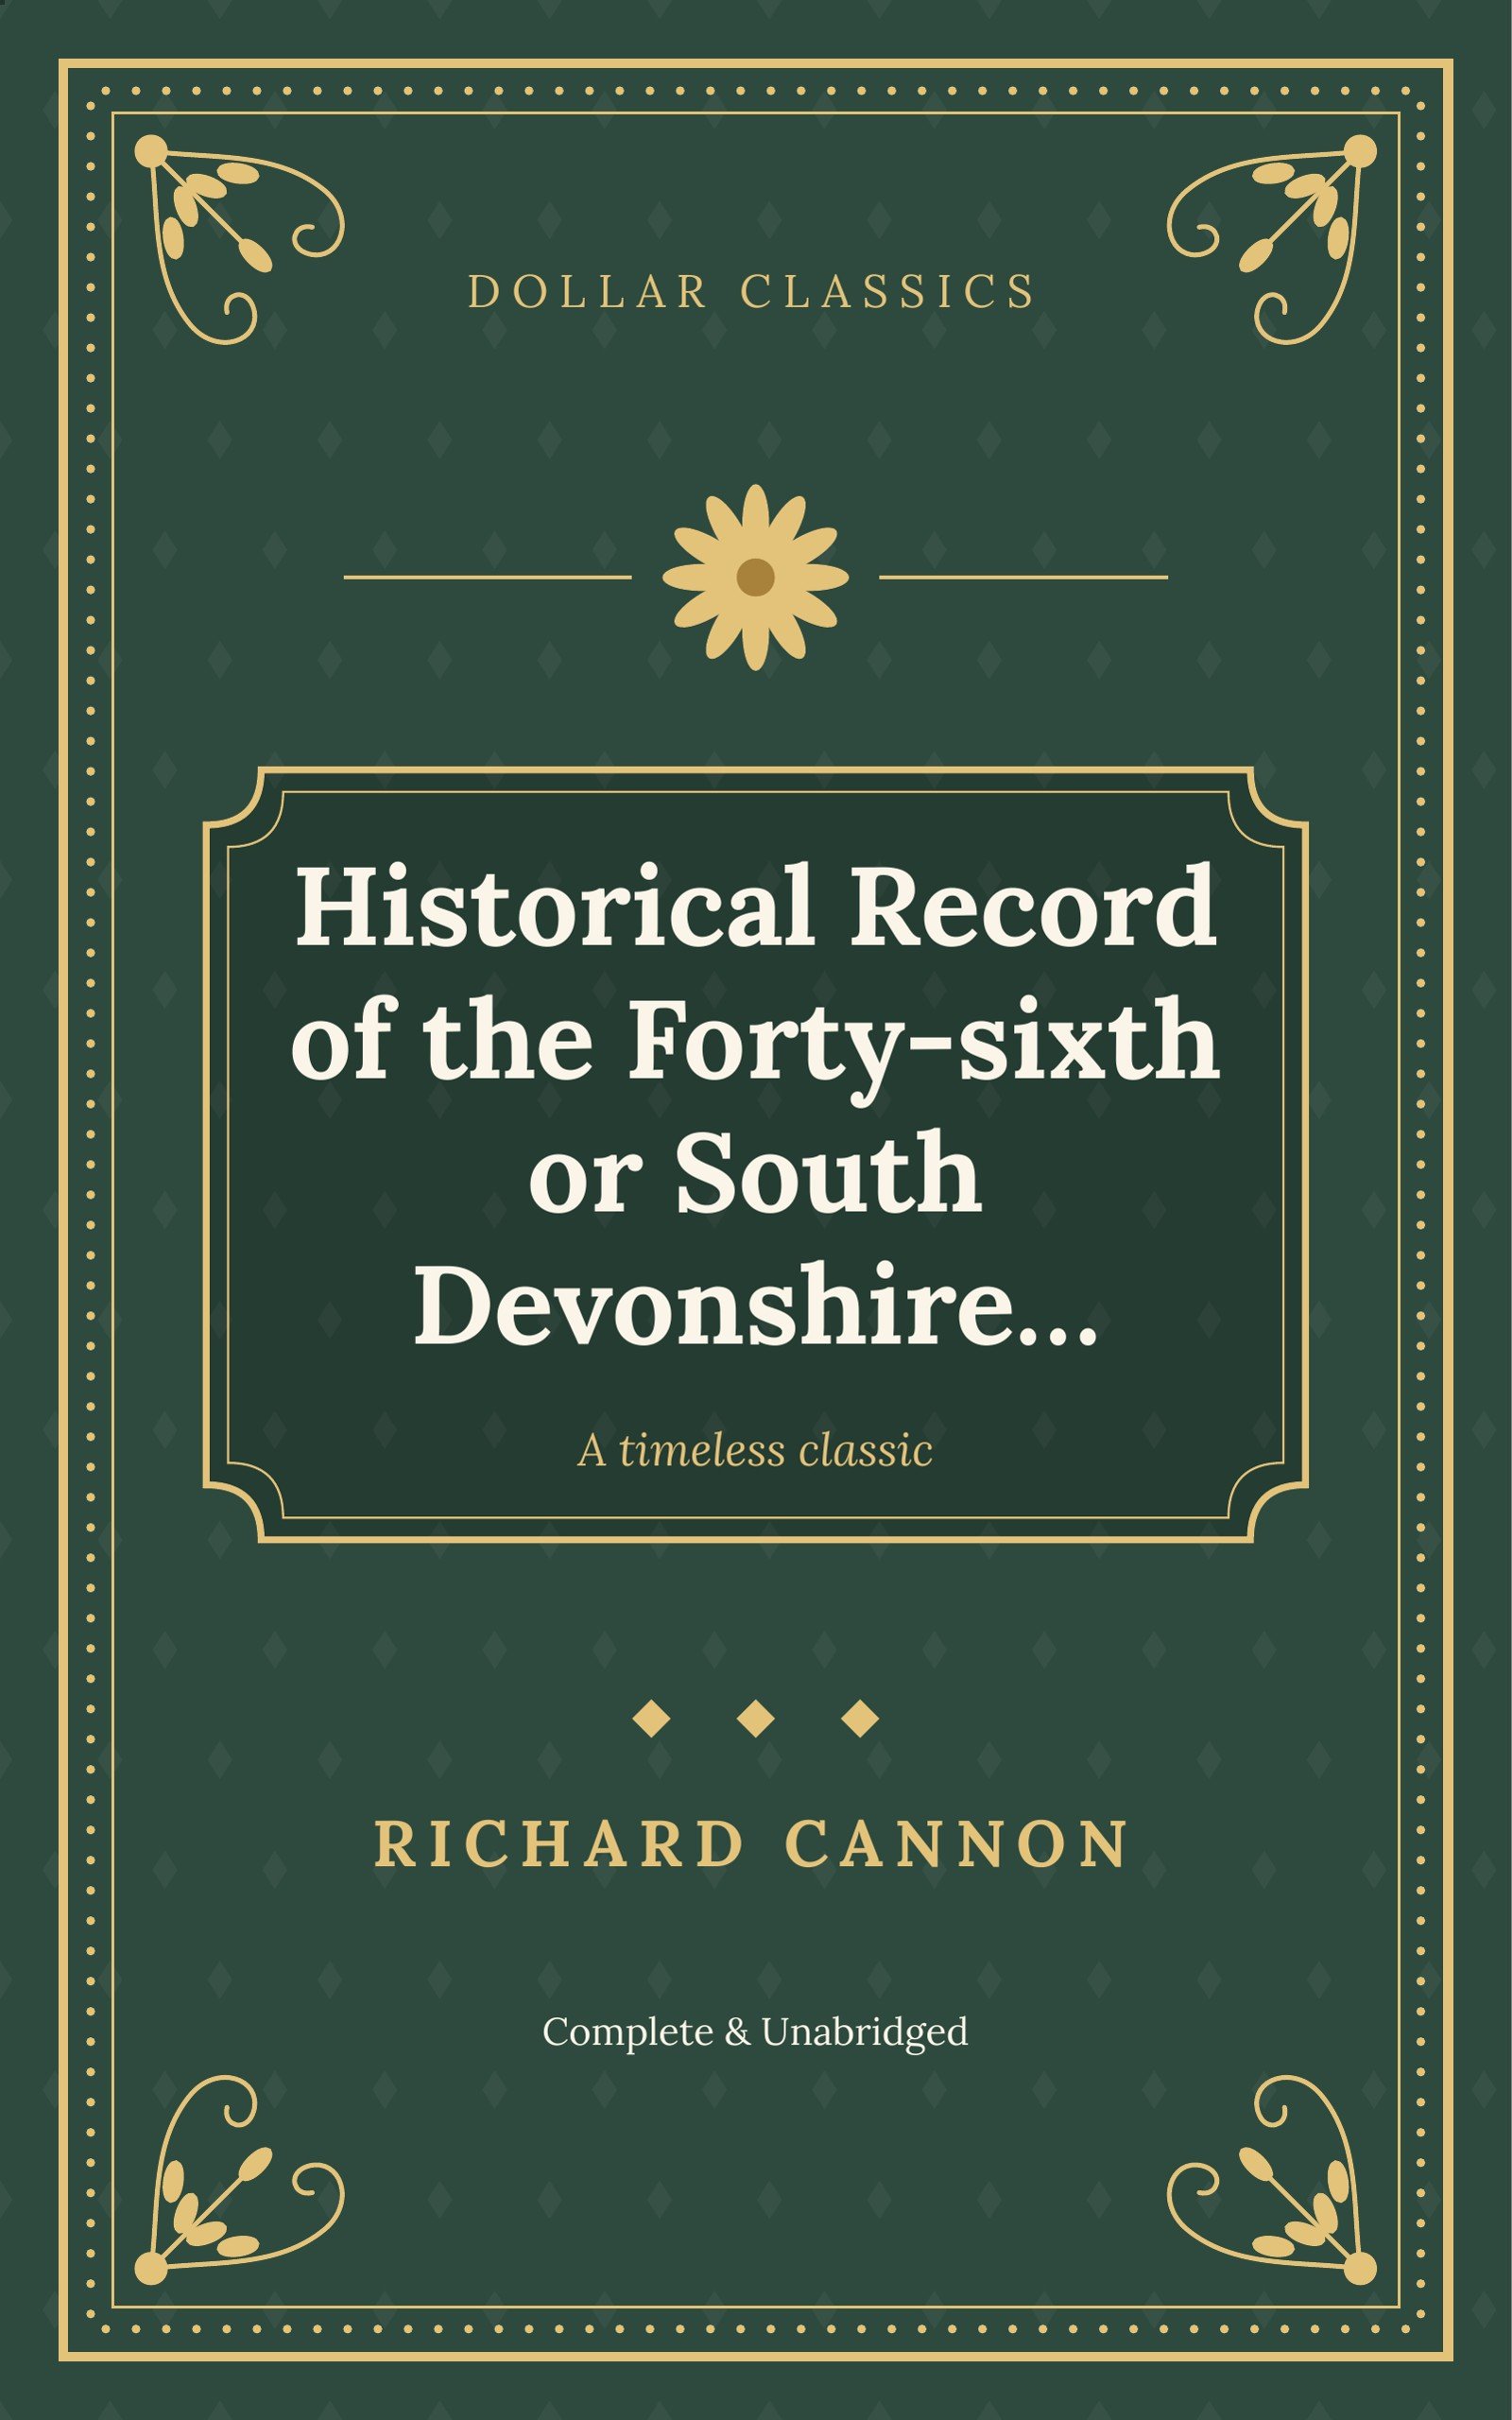 DOLLAR CLASSICS
Historical Record
of the Forty-sixth
or South
Devonshire...
A timeless classic
RICHARD CANNON
Complete & Unabridged